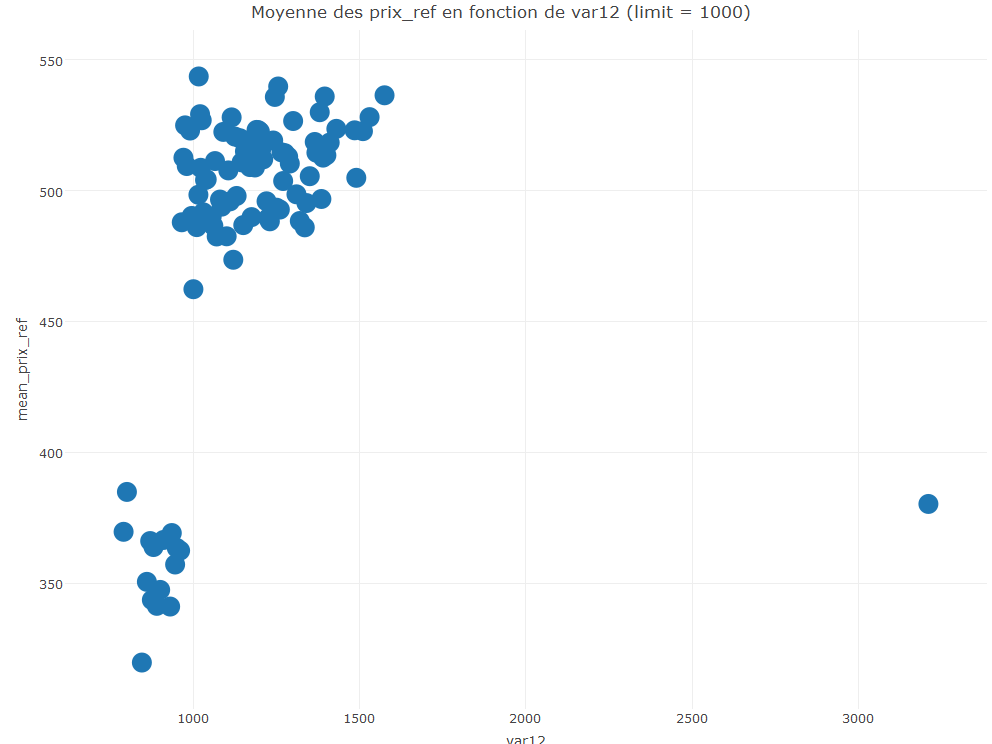 Moyenne des prix_ref en fonction de var12 (limit = 1000)
550
500
450
400
350
mean_prix_ref
1000 1500 2000 2500 3000
var12